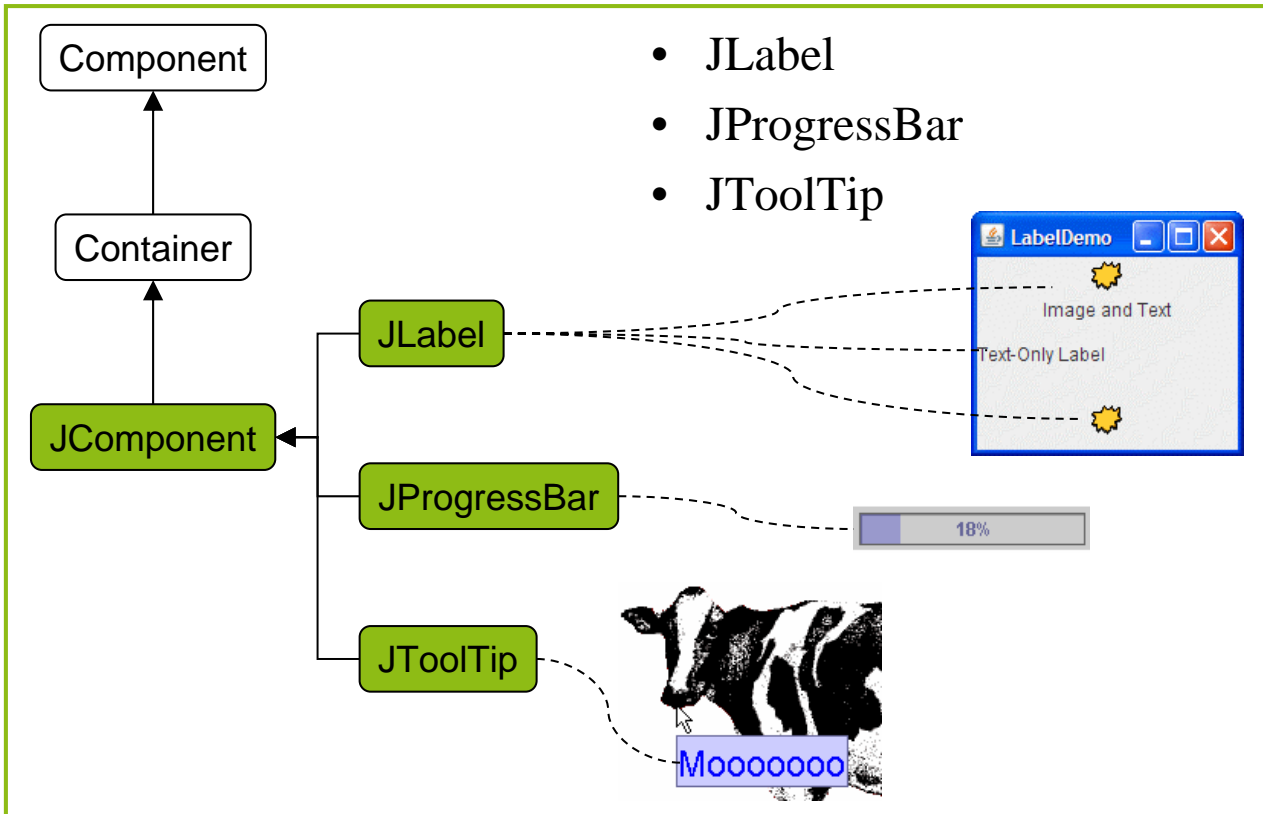 Component
• JLabel
• JProgressBar
• JToolTip
Container
LabelDemo
Image and Text
Text-Only Label
JLabel
JComponent
JProgressBar
18%
JToolTip
Mooooooo